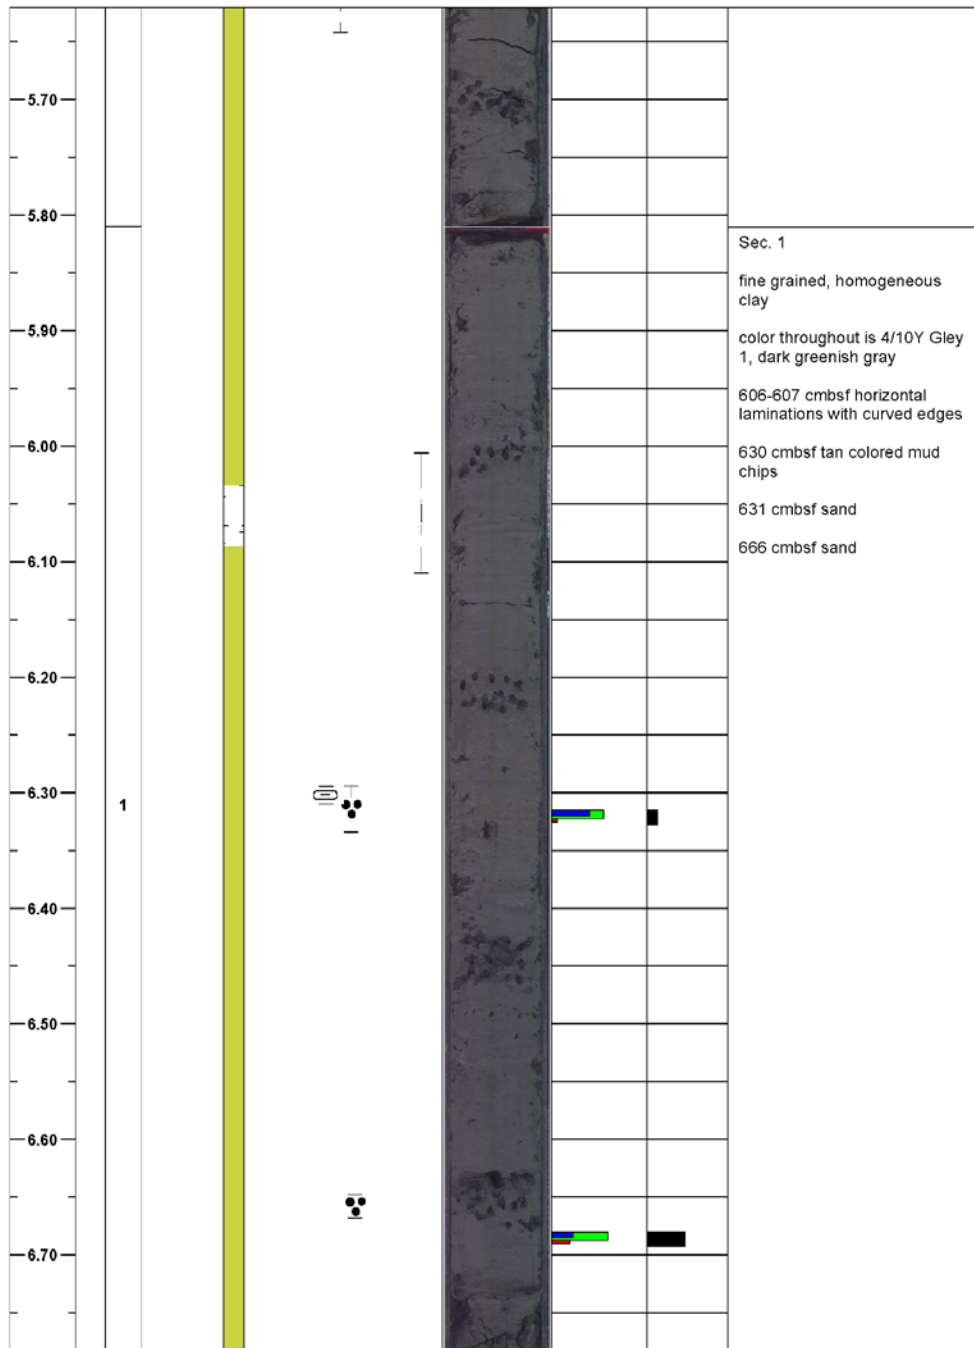 5.70
5.80
Sec. 1
fine grained, homogeneous
clay
5.90
color throughout is 4/10Y Gley
1, dark greenish gray
606-607 cmbsf horizontal
laminations with curved edges
6.00
630 cmbsf tan colored mud
chips
631 cmbsf sand
666 cmbsf sand
6.10
6.20
6.30
1
6.40
6.50
6.60
6.70